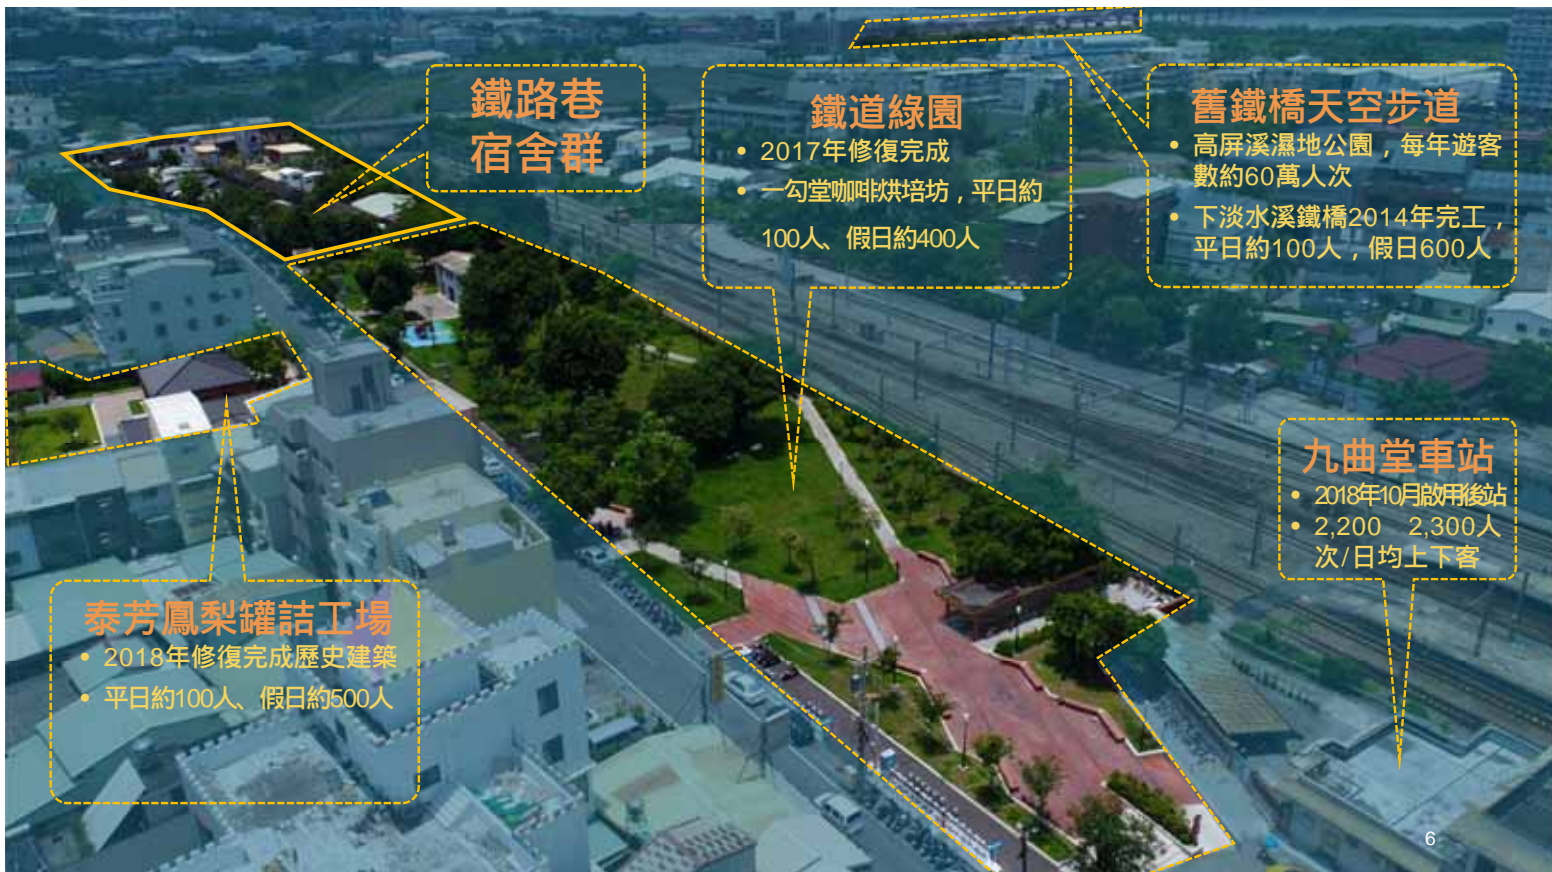 鐵路巷
宿舍群
鐵道綠園
• 2017年修復完成
• 一勾堂咖啡烘培坊，平日約
100人、假日約400人
舊鐵橋天空步道
• 高屏溪濕地公園，每年遊客
數約60萬人次
• 下淡水溪鐵橋2014年完工，
平日約100人，假日600人
九曲堂車站
• 2018年10月啟用後站
• 2,200 2,300人
次/日均上下客
泰芳鳳梨罐詰工場
• 2018年修復完成歷史建築
• 平日約100人、假日約500人
6